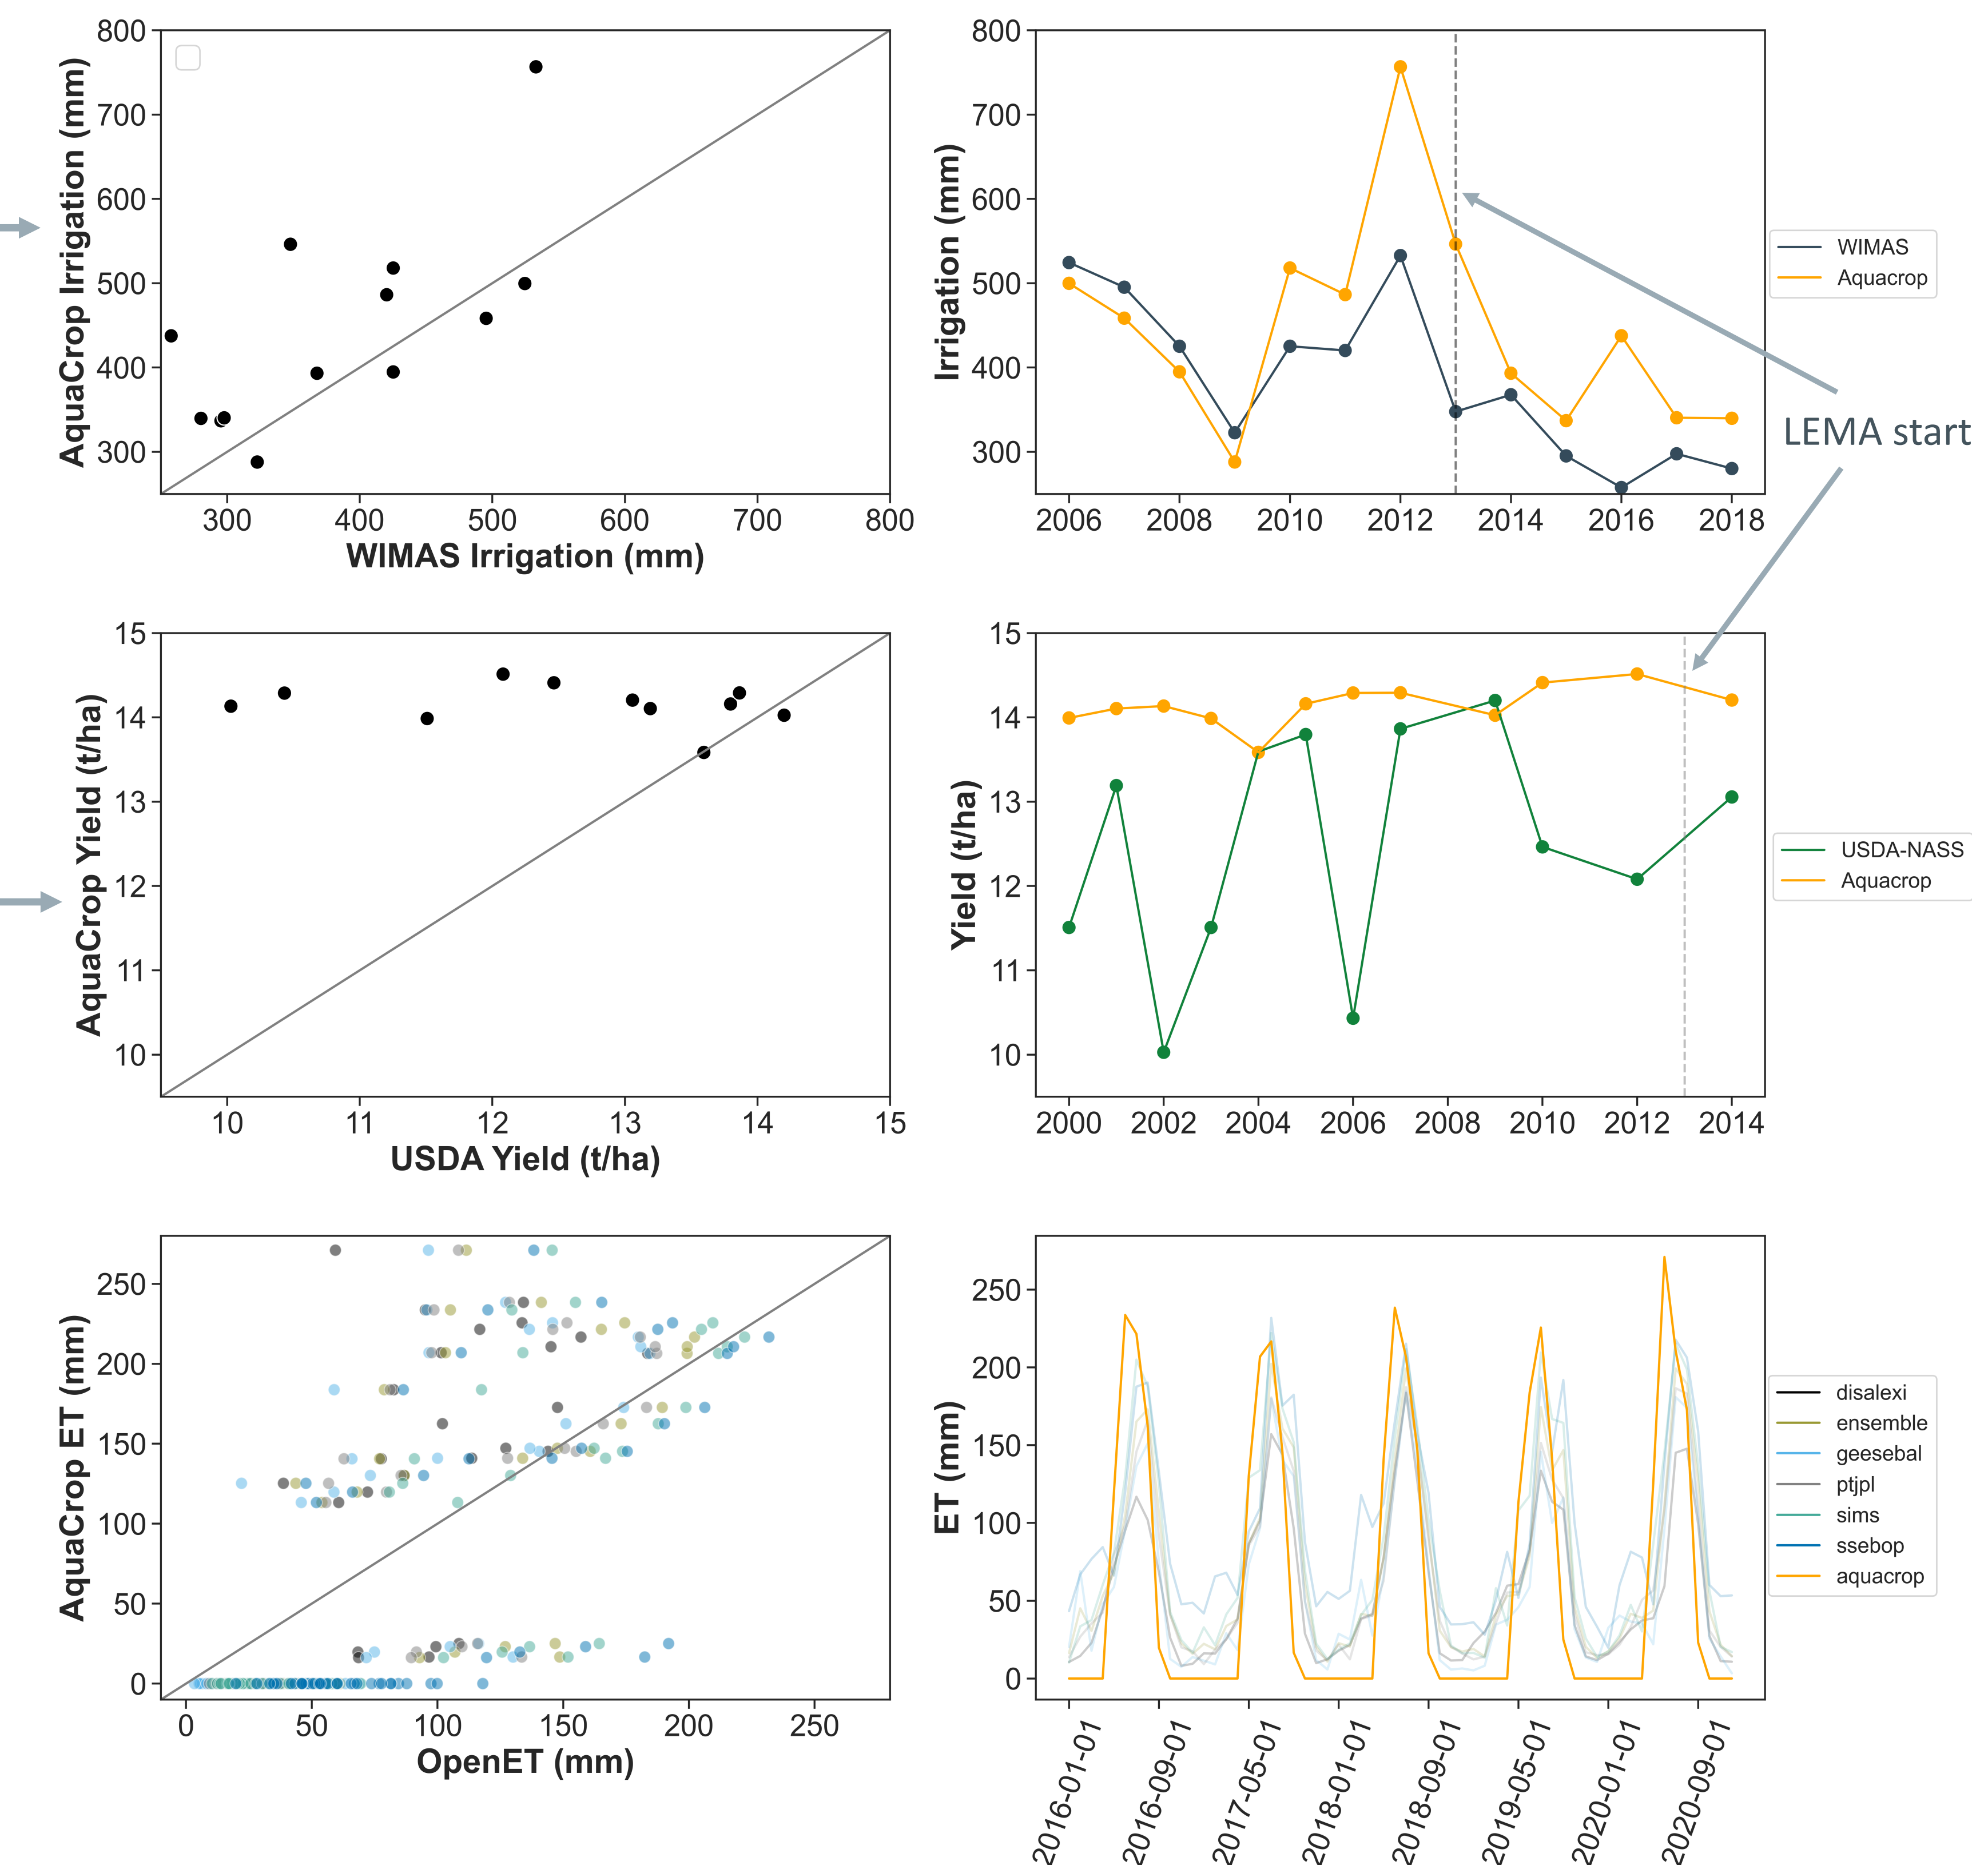 800
700
600
500
400
300
AquaCrop Irrigation (mm)
300 400 500 600 700 800
WIMAS Irrigation (mm)
800
700
600
500
400
300
Irrigation (mm)
2006 2008 2010 2012 2014 2016 2018
WIMAS
Aquacrop
LEMA start
15
14
13
12
11
10
AquaCrop Yield (t/ha)
10 11 12 13 14 15
USDA Yield (t/ha)
15
14
13
12
11
10
Yield (t/ha)
2000 2002 2004 2006 2008 2010 2012 2014
USDA-NASS
Aquacrop
250
200
150
100
50
0
AquaCrop ET (mm)
0 50 100 150 200 250
OpenET (mm)
250
200
150
100
50
0
ET (mm)
2016-01-01
2016-09-01
2017-05-01
2018-01-01
2018-09-01
2019-05-01
2020-01-01
2020-09-01
disalexi
ensemble
geesebal
ptjpl
sims
ssebop
aquacrop